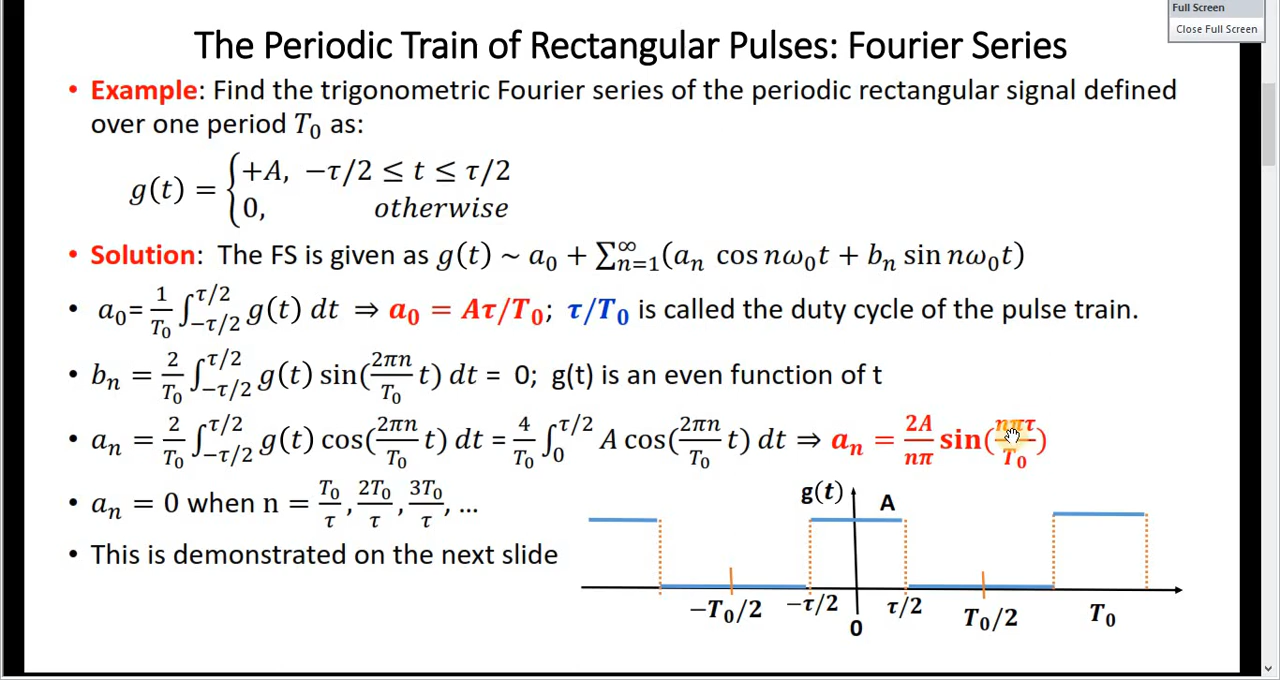 Full Screen
Close Full Screen
The Periodic Train of Rectangular Pulses: Fourier Series
• Example: Find the trigonometric Fourier series of the periodic rectangular signal defined
over one period T₀ as:
g(t) = {+A, −τ/2 ≤ t ≤ τ/2
{0, otherwise
• Solution: The FS is given as g(t) ~ a₀ + ∑ₙ₌₁^∞(aₙ cos nω₀t + bₙ sin nω₀t)
• a₀= 1/T₀ ∫_{−τ/2}^{τ/2} g(t) dt ⇒ a₀ = Aτ/T₀; τ/T₀ is called the duty cycle of the pulse train.
• bₙ = 2/T₀ ∫_{−τ/2}^{τ/2} g(t) sin(2πn/T₀ t) dt = 0; g(t) is an even function of t
• aₙ = 2/T₀ ∫_{−τ/2}^{τ/2} g(t) cos(2πn/T₀ t) dt = 4/T₀ ∫_0^{τ/2} A cos(2πn/T₀ t) dt ⇒ aₙ = 2A/nπ sin(nπτ/T₀)
• aₙ = 0 when n = T₀/τ, 2T₀/τ, 3T₀/τ, ...
• This is demonstrated on the next slide
g(t) A
−T₀/2 −τ/2 0 τ/2 T₀/2 T₀